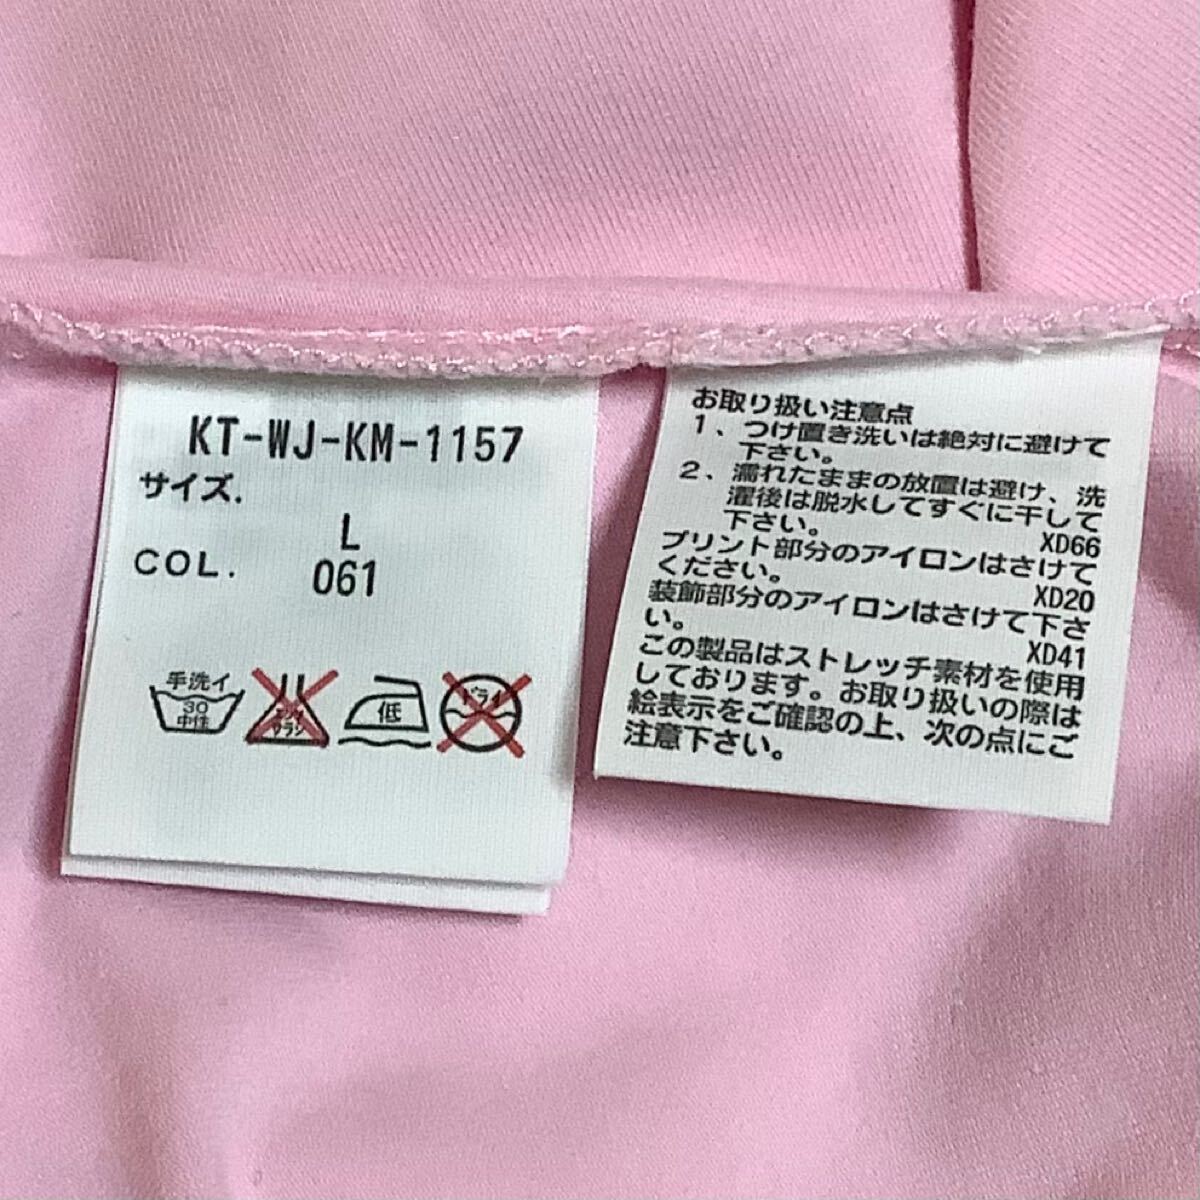 KT-WJ-KM-1157
サイズ.
L
COL. 061
手洗イ
30
中性
エンソ
サラシ
低
ドライ
お取り扱い注意点
1、つけ置き洗いは絶対に避けて
下さい。
2、濡れたままの放置は避け、洗
濯後は脱水してすぐに干して
下さい。
XD66
プリント部分のアイロンはさけて
ください。
XD20
装飾部分のアイロンはさけて下さ
い。
XD41
この製品はストレッチ素材を使用
しております。お取り扱いの際は
絵表示をご確認の上、次の点にご
注意下さい。